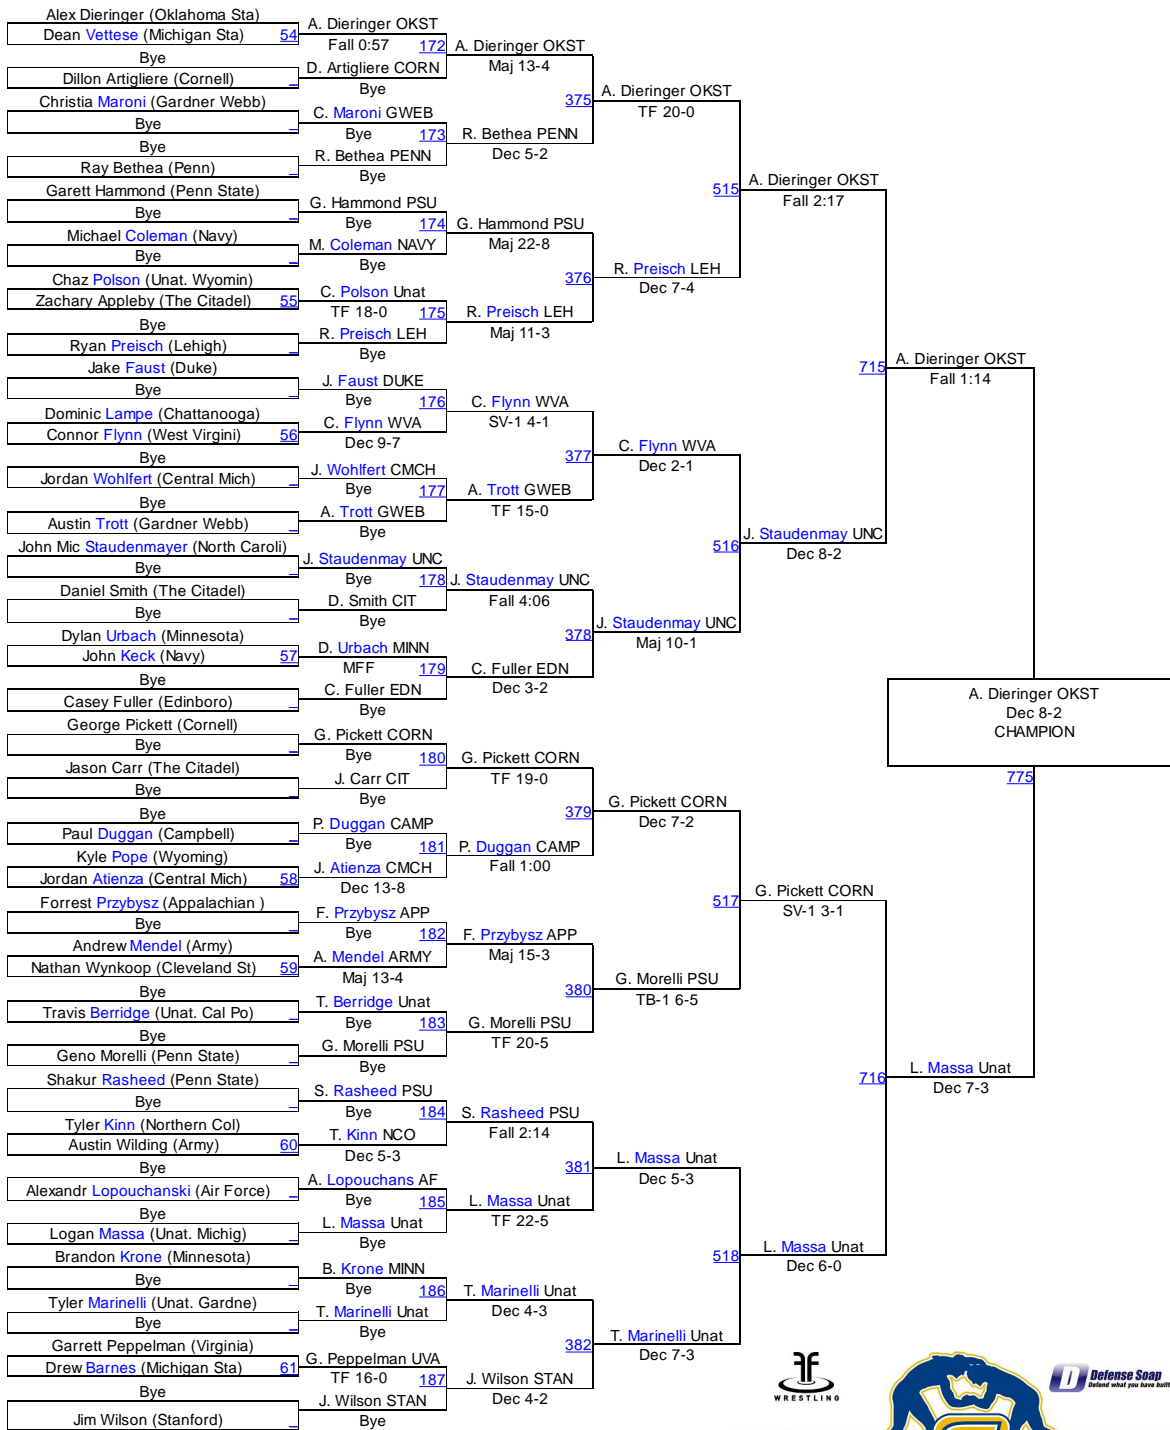 Alex Dieringer (Oklahoma Sta)
Dean Vettese (Michigan Sta) 54
Bye
Dillon Artigliere (Cornell)
Christia Maroni (Gardner Webb)
Bye
Bye
Ray Bethea (Penn)
Garett Hammond (Penn State)
Bye
Michael Coleman (Navy)
Bye
Chaz Polson (Unat. Wyomin)
Zachary Appleby (The Citadel) 55
Bye
Ryan Preisch (Lehigh)
Jake Faust (Duke)
Bye
Dominic Lampe (Chattanooga)
Connor Flynn (West Virgini) 56
Bye
Jordan Wohlfert (Central Mich)
Bye
Austin Trott (Gardner Webb)
John Mic Staudenmayer (North Caroli)
Bye
Daniel Smith (The Citadel)
Bye
Dylan Urbach (Minnesota)
John Keck (Navy) 57
Bye
Casey Fuller (Edinboro)
George Pickett (Cornell)
Bye
Jason Carr (The Citadel)
Bye
Bye
Paul Duggan (Campbell)
Kyle Pope (Wyoming)
Jordan Atienza (Central Mich) 58
Forrest Przybysz (Appalachian )
Bye
Andrew Mendel (Army)
Nathan Wynkoop (Cleveland St) 59
Bye
Travis Berridge (Unat. Cal Po)
Bye
Geno Morelli (Penn State)
Shakur Rasheed (Penn State)
Bye
Tyler Kinn (Northern Col)
Austin Wilding (Army) 60
Bye
Alexandr Lopouchanski (Air Force)
Bye
Logan Massa (Unat. Michig)
Brandon Krone (Minnesota)
Bye
Tyler Marinelli (Unat. Gardne)
Bye
Garrett Peppelman (Virginia)
Drew Barnes (Michigan Sta) 61
Bye
Jim Wilson (Stanford)
A. Dieringer OKST
Fall 0:57 172
D. Artigliere CORN
Bye
C. Maroni GWEB
Bye 173
R. Bethea PENN
Bye
G. Hammond PSU
Bye 174
M. Coleman NAVY
Bye
C. Polson Unat
TF 18-0 175
R. Preisch LEH
Bye
J. Faust DUKE
Bye 176
C. Flynn WVA
Dec 9-7
J. Wohlfert CMCH
Bye 177
A. Trott GWEB
Bye
J. Staudenmay UNC
Bye 178
D. Smith CIT
Bye
D. Urbach MINN
MFF 179
C. Fuller EDN
Bye
G. Pickett CORN
Bye 180
J. Carr CIT
Bye
P. Duggan CAMP
Bye 181
J. Atienza CMCH
Dec 13-8
F. Przybysz APP
Bye 182
A. Mendel ARMY
Maj 13-4
T. Berridge Unat
Bye 183
G. Morelli PSU
Bye
S. Rasheed PSU
Bye 184
T. Kinn NCO
Dec 5-3
A. Lopouchans AF
Bye 185
L. Massa Unat
Bye
B. Krone MINN
Bye 186
T. Marinelli Unat
Bye
G. Peppelman UVA
TF 16-0 187
J. Wilson STAN
Bye
A. Dieringer OKST
Maj 13-4
375
R. Bethea PENN
Dec 5-2
G. Hammond PSU
Maj 22-8
376
R. Preisch LEH
Maj 11-3
C. Flynn WVA
SV-1 4-1
377
A. Trott GWEB
TF 15-0
J. Staudenmay UNC
Fall 4:06
378
C. Fuller EDN
Dec 3-2
G. Pickett CORN
TF 19-0
379
P. Duggan CAMP
Fall 1:00
F. Przybysz APP
Maj 15-3
380
G. Morelli PSU
TF 20-5
S. Rasheed PSU
Fall 2:14
381
L. Massa Unat
TF 22-5
T. Marinelli Unat
Dec 4-3
382
J. Wilson STAN
Dec 4-2
A. Dieringer OKST
TF 20-0
515
R. Preisch LEH
Dec 7-4
C. Flynn WVA
Dec 2-1
516
J. Staudenmay UNC
Maj 10-1
G. Pickett CORN
Dec 7-2
517
G. Morelli PSU
TB-1 6-5
L. Massa Unat
Dec 5-3
518
T. Marinelli Unat
Dec 7-3
A. Dieringer OKST
Fall 2:17
715
J. Staudenmay UNC
Dec 8-2
G. Pickett CORN
SV-1 3-1
716
L. Massa Unat
Dec 6-0
A. Dieringer OKST
Fall 1:14
L. Massa Unat
Dec 7-3
A. Dieringer OKST
Dec 8-2
CHAMPION
775
WRESTLING
Defense Soap
Defend what you have built